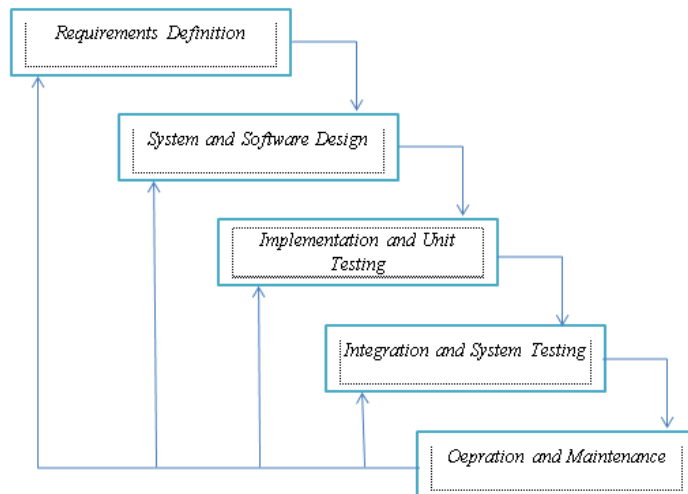 Requirements Definition
System and Software Design
Implementation and Unit
Testing
Integration and System Testing
Oepration and Maintenance